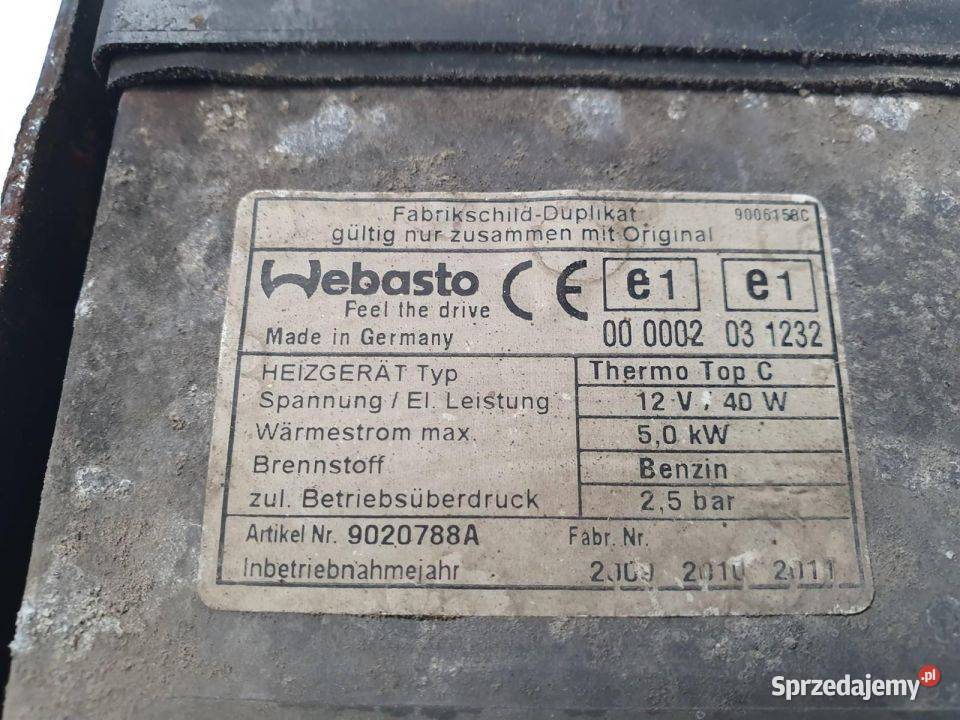 Fabrikschild-Duplikat 9006158C
gültig nur zusammen mit Original
Webasto CE e1 e1
Feel the drive
Made in Germany 00 0002 03 1232
HEIZGERÄT Typ Thermo Top C
Spannung / El. Leistung 12 V / 40 W
Wärmestrom max. 5,0 kW
Brennstoff Benzin
zul. Betriebsüberdruck 2,5 bar
Artikel Nr. 9020788A Fabr. Nr.
Inbetriebnahmejahr 2009 2010 2011
Sprzedajemy.pl